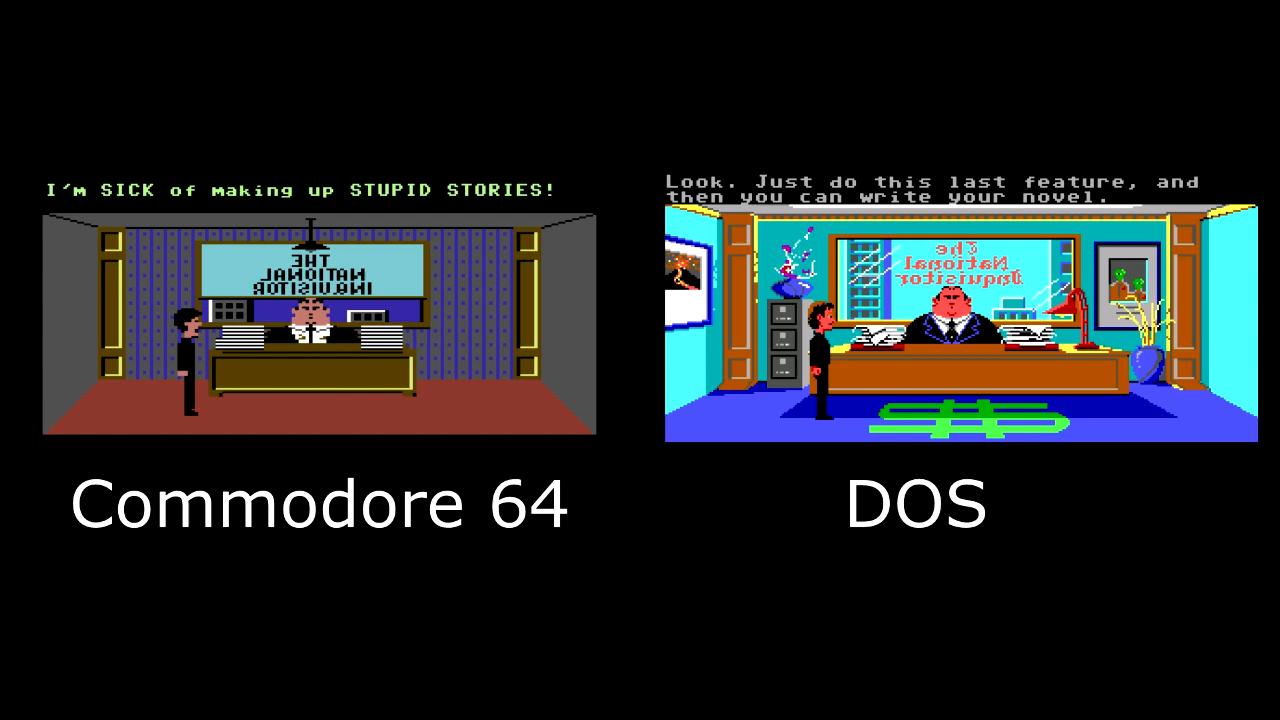 I'm SICK of making up STUPID STORIES!
THE
NATIONAL
INQUISITOR
Commodore 64
Look. Just do this last feature, and
then you can write your novel.
The
National
Inquisitor
DOS